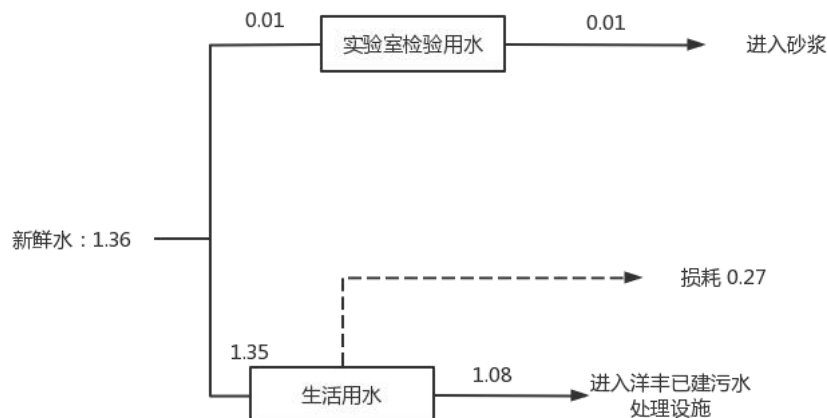 0.01
实验室检验用水
0.01
进入砂浆
新鲜水：1.36
损耗 0.27
1.35
生活用水
1.08
进入洋丰已建污水
处理设施